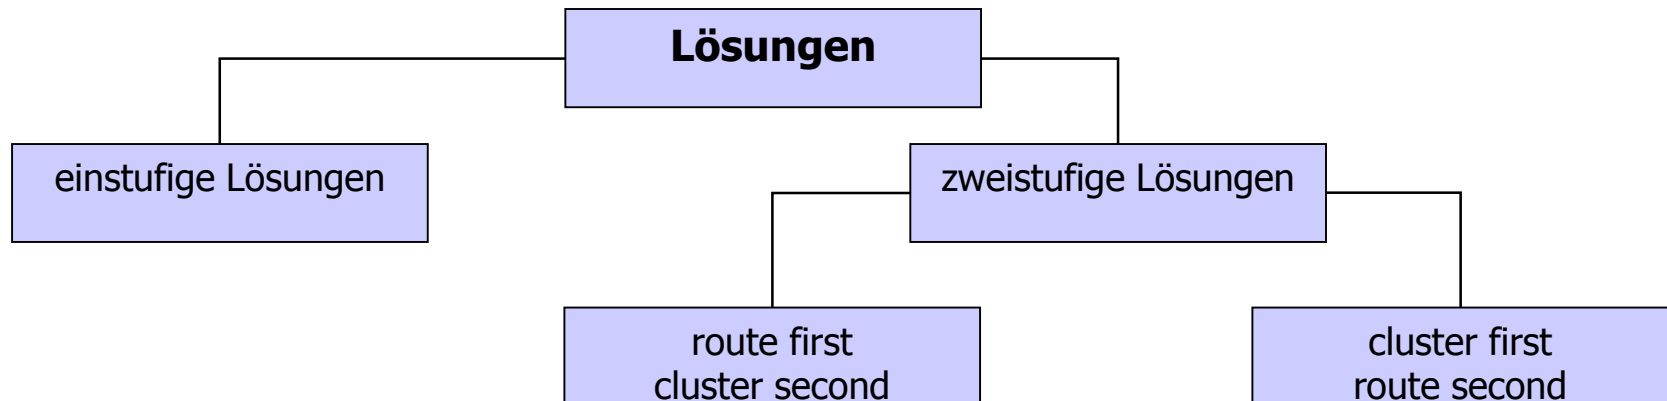 Lösungen
einstufige Lösungen
zweistufige Lösungen
route first
cluster second
cluster first
route second